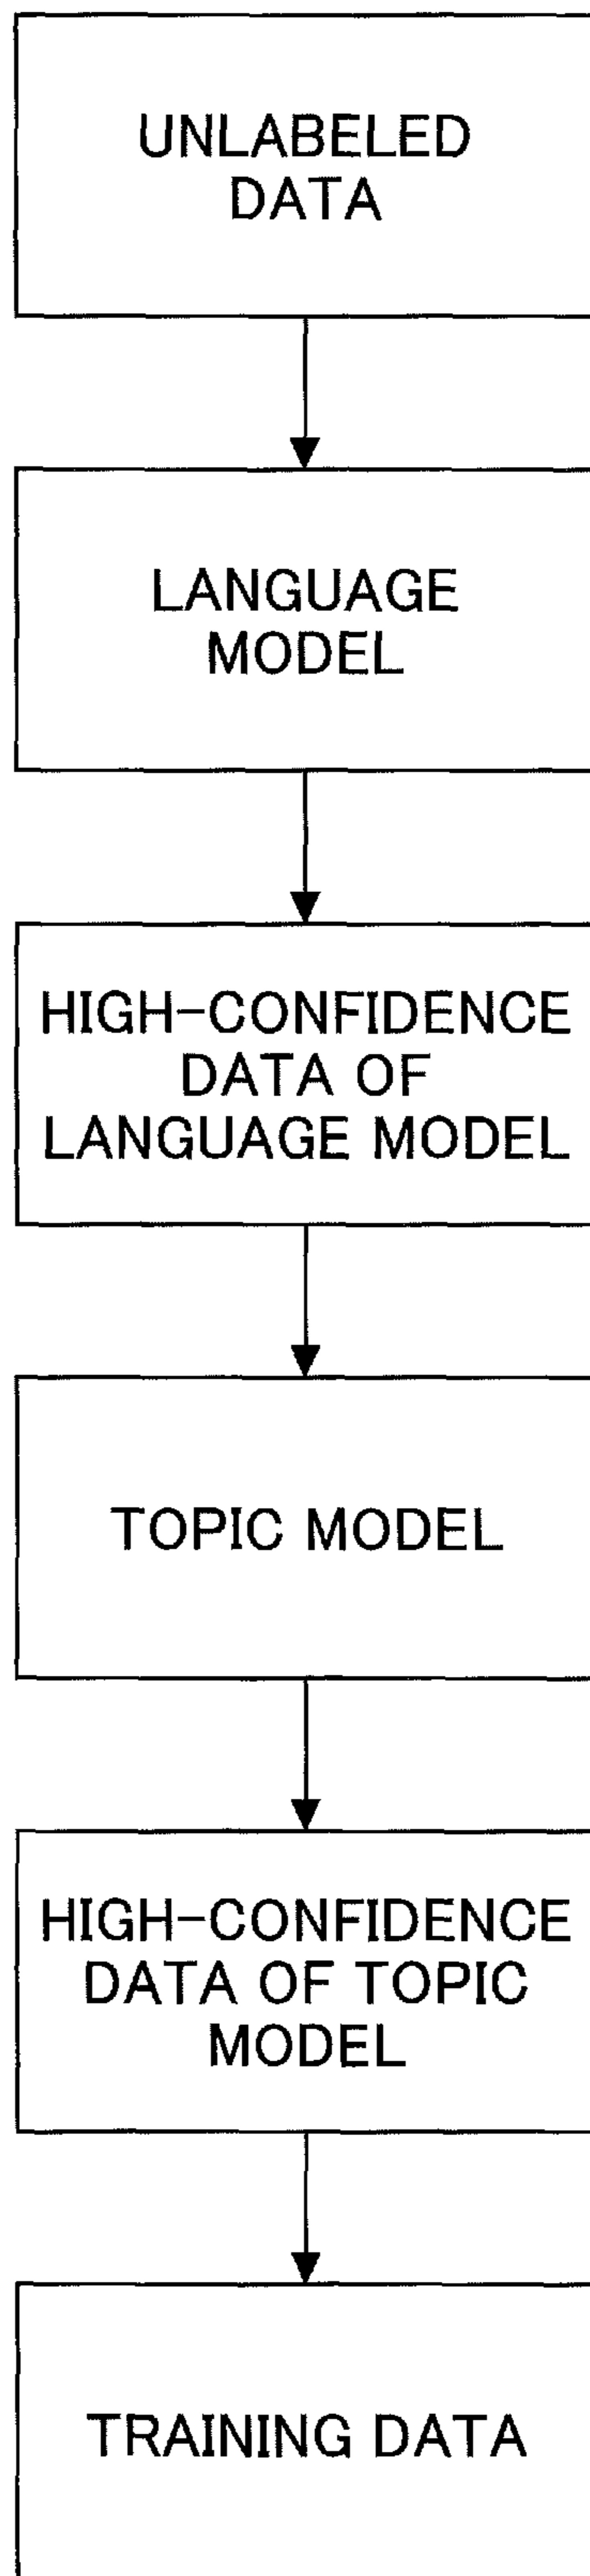 UNLABELED
DATA
LANGUAGE
MODEL
HIGH-CONFIDENCE
DATA OF
LANGUAGE MODEL
TOPIC MODEL
HIGH-CONFIDENCE
DATA OF TOPIC
MODEL
TRAINING DATA